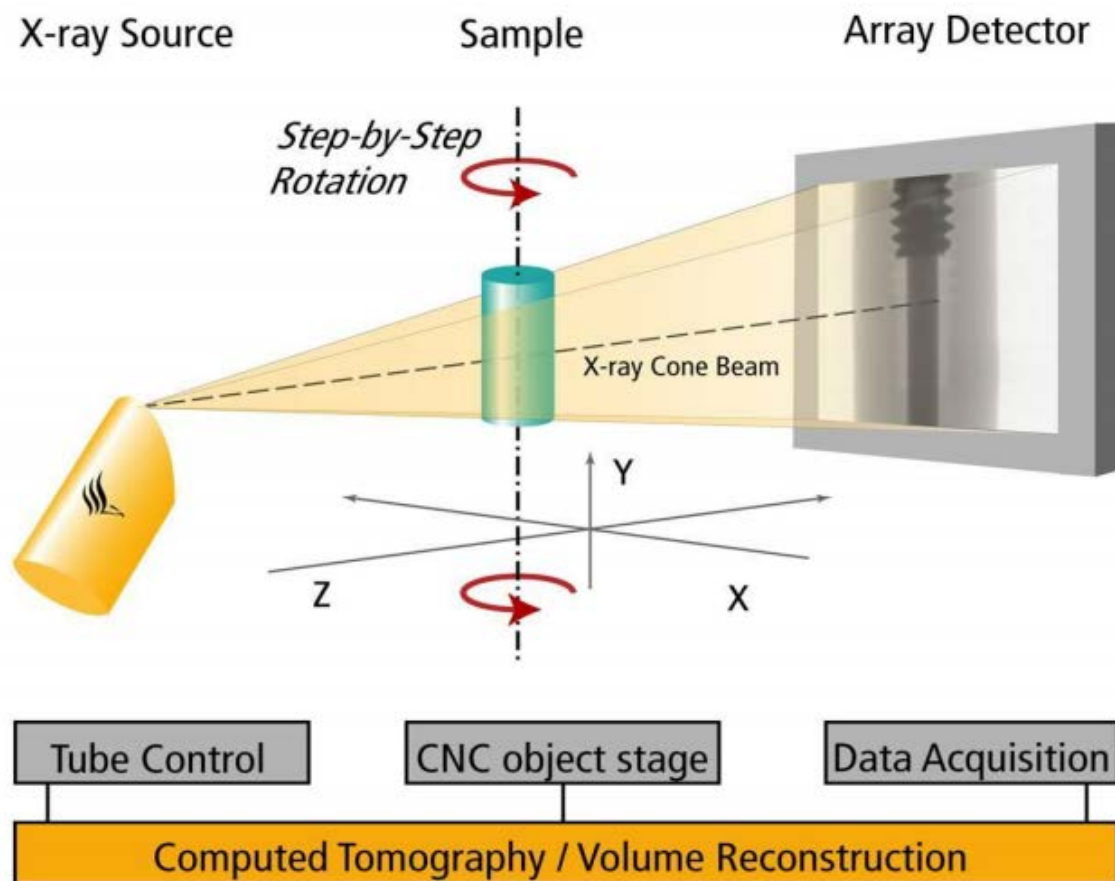 X-ray Source
Sample
Array Detector
Step-by-Step
Rotation
X-ray Cone Beam
Y
Z
X
Tube Control
CNC object stage
Data Acquisition
Computed Tomography / Volume Reconstruction